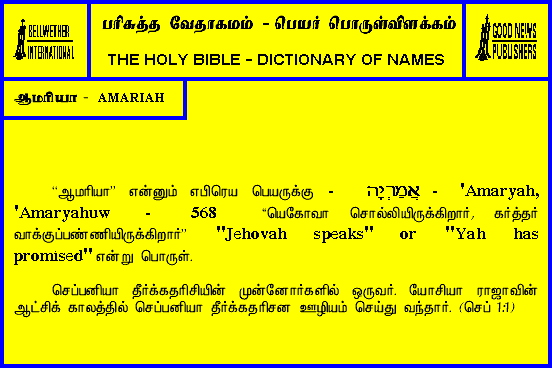 BELLWETHER
INTERNATIONAL
பரிசுத்த வேதாகமம் - பெயர் பொருள்விளக்கம்
THE HOLY BIBLE - DICTIONARY OF NAMES
GOOD NEWS
PUBLISHERS
ஆமரியா - AMARIAH
“ஆமரியா” என்னும் எபிரெய பெயருக்கு - אֲמַרְיָה - 'Amaryah,
'Amaryahuw - 568 “யெகோவா சொல்லியிருக்கிறார், கர்த்தர்
வாக்குப்பண்ணியிருக்கிறார்” "Jehovah speaks" or "Yah has
promised" என்று பொருள்.
செப்பனியா தீர்க்கதரிசியின் முன்னோர்களில் ஒருவர். யோசியா ராஜாவின்
ஆட்சிக் காலத்தில் செப்பனியா தீர்க்கதரிசன ஊழியம் செய்து வந்தார். (செப் 1:1)